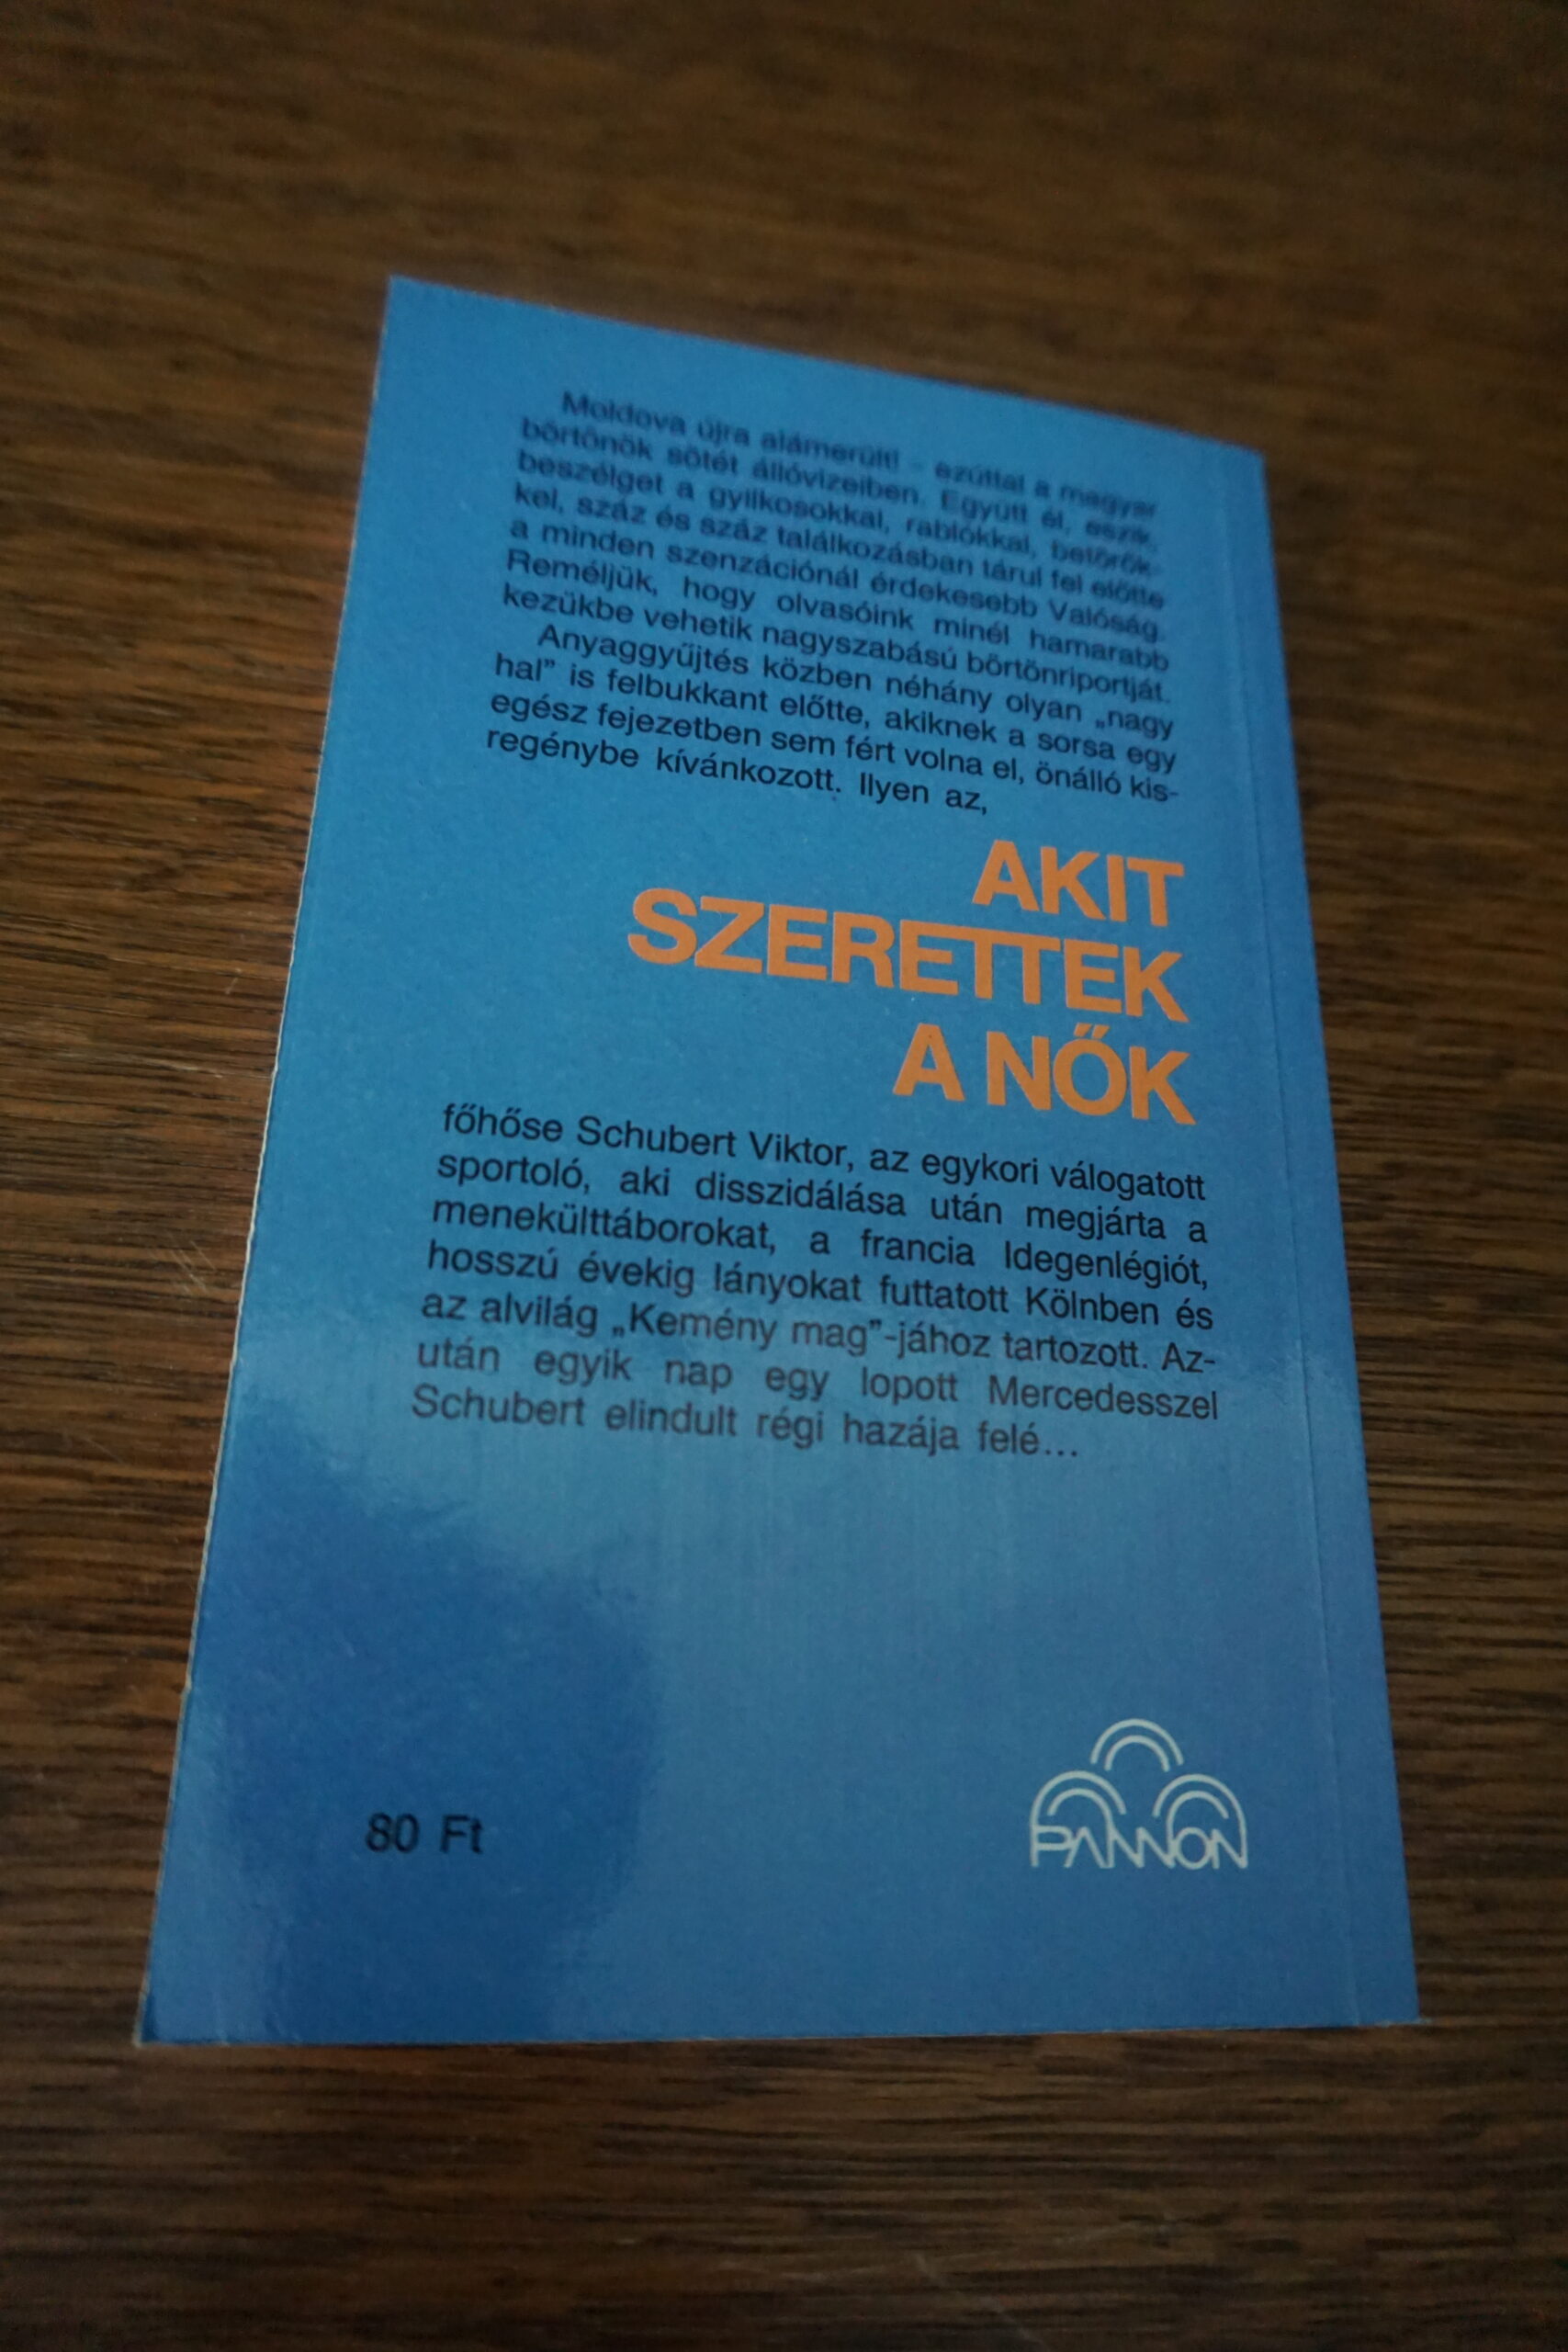 Moldova újra alámerült! – ezúttal a magyar
börtönök sötét állóvizeiben. Együtt él, eszik,
beszélget a gyilkosokkal, rablókkal, betörők-
kel, száz és száz találkozásban tárul fel előtte
a minden szenzációnál érdekesebb Valóság.
Reméljük, hogy olvasóink minél hamarabb
kezükbe vehetik nagyszabású börtönriportját.
Anyaggyűjtés közben néhány olyan „nagy
hal” is felbukkant előtte, akiknek a sorsa egy
egész fejezetben sem fért volna el, önálló kis-
regénybe kívánkozott. Ilyen az,
AKIT
SZERETTEK
A NŐK
főhőse Schubert Viktor, az egykori válogatott
sportoló, aki disszidálása után megjárta a
menekülttáborokat, a francia Idegenlégiót,
hosszú évekig lányokat futtatott Kölnben és
az alvilág „Kemény mag”-jához tartozott. Az-
után egyik nap egy lopott Mercedesszel
Schubert elindult régi hazája felé...
80 Ft
PANNON